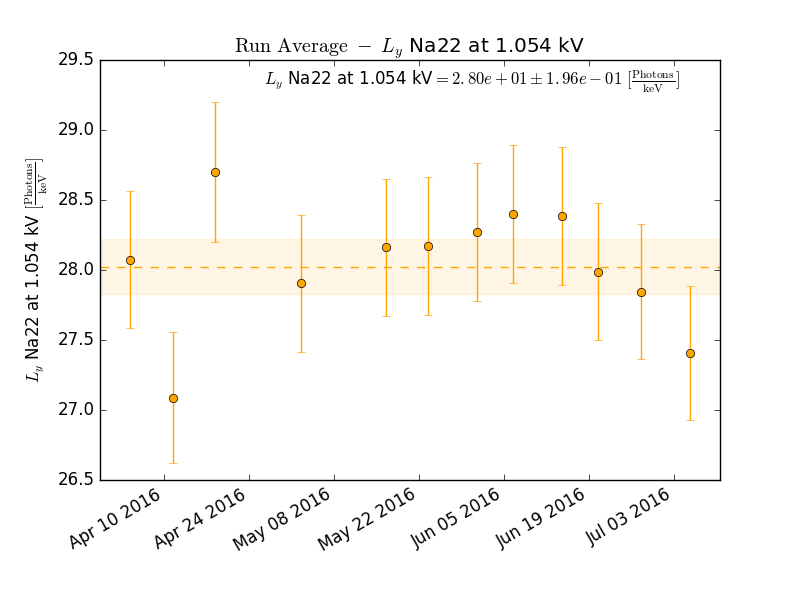 Run Average − L_y Na22 at 1.054 kV
L_y Na22 at 1.054 kV = 2.80e + 01 ± 1.96e − 01 [Photons/keV]
L_y Na22 at 1.054 kV [Photons/keV]
29.5
29.0
28.5
28.0
27.5
27.0
26.5
Apr 10 2016
Apr 24 2016
May 08 2016
May 22 2016
Jun 05 2016
Jun 19 2016
Jul 03 2016